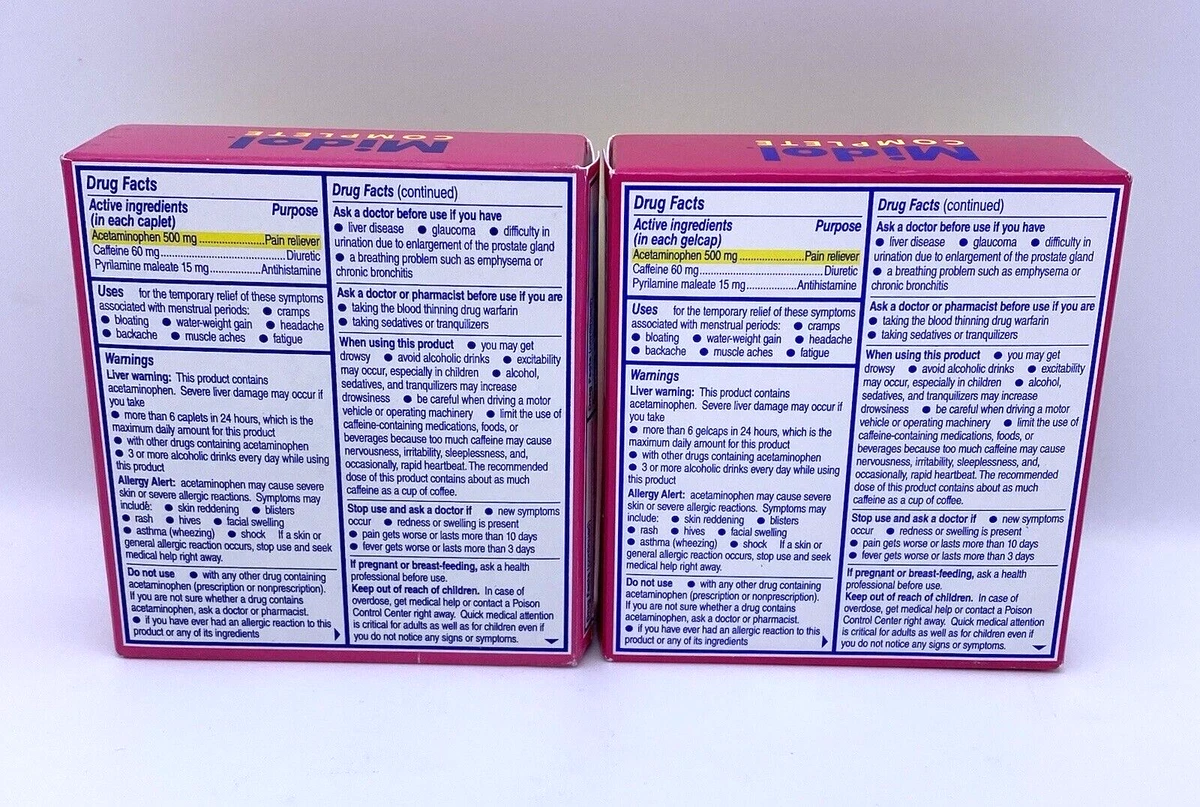 Midol
COMPLETE
Drug Facts
Active ingredients
(in each caplet) Purpose
Acetaminophen 500 mg ........................Pain reliever
Caffeine 60 mg.......................................Diuretic
Pyrilamine maleate 15 mg................Antihistamine
Uses for the temporary relief of these symptoms
associated with menstrual periods: ● cramps
● bloating ● water-weight gain ● headache
● backache ● muscle aches ● fatigue
Warnings
Liver warning: This product contains
acetaminophen. Severe liver damage may occur if
you take
● more than 6 caplets in 24 hours, which is the
maximum daily amount for this product
● with other drugs containing acetaminophen
● 3 or more alcoholic drinks every day while using
this product
Allergy Alert: acetaminophen may cause severe
skin or severe allergic reactions. Symptoms may
include: ● skin reddening ● blisters
● rash ● hives ● facial swelling
● asthma (wheezing) ● shock If a skin or
general allergic reaction occurs, stop use and seek
medical help right away.
Do not use ● with any other drug containing
acetaminophen (prescription or nonprescription).
If you are not sure whether a drug contains
acetaminophen, ask a doctor or pharmacist.
● if you have ever had an allergic reaction to this
product or any of its ingredients
Drug Facts (continued)
Ask a doctor before use if you have
● liver disease ● glaucoma ● difficulty in
urination due to enlargement of the prostate gland
● a breathing problem such as emphysema or
chronic bronchitis
Ask a doctor or pharmacist before use if you are
● taking the blood thinning drug warfarin
● taking sedatives or tranquilizers
When using this product ● you may get
drowsy ● avoid alcoholic drinks ● excitability
may occur, especially in children ● alcohol,
sedatives, and tranquilizers may increase
drowsiness ● be careful when driving a motor
vehicle or operating machinery ● limit the use of
caffeine-containing medications, foods, or
beverages because too much caffeine may cause
nervousness, irritability, sleeplessness, and,
occasionally, rapid heartbeat. The recommended
dose of this product contains about as much
caffeine as a cup of coffee.
Stop use and ask a doctor if ● new symptoms
occur ● redness or swelling is present
● pain gets worse or lasts more than 10 days
● fever gets worse or lasts more than 3 days
If pregnant or breast-feeding, ask a health
professional before use.
Keep out of reach of children. In case of
overdose, get medical help or contact a Poison
Control Center right away. Quick medical attention
is critical for adults as well as for children even if
you do not notice any signs or symptoms.
Midol
COMPLETE
Drug Facts
Active ingredients
(in each gelcap) Purpose
Acetaminophen 500 mg ........................Pain reliever
Caffeine 60 mg.......................................Diuretic
Pyrilamine maleate 15 mg................Antihistamine
Uses for the temporary relief of these symptoms
associated with menstrual periods: ● cramps
● bloating ● water-weight gain ● headache
● backache ● muscle aches ● fatigue
Warnings
Liver warning: This product contains
acetaminophen. Severe liver damage may occur if
you take
● more than 6 gelcaps in 24 hours, which is the
maximum daily amount for this product
● with other drugs containing acetaminophen
● 3 or more alcoholic drinks every day while using
this product
Allergy Alert: acetaminophen may cause severe
skin or severe allergic reactions. Symptoms may
include: ● skin reddening ● blisters
● rash ● hives ● facial swelling
● asthma (wheezing) ● shock If a skin or
general allergic reaction occurs, stop use and seek
medical help right away.
Do not use ● with any other drug containing
acetaminophen (prescription or nonprescription).
If you are not sure whether a drug contains
acetaminophen, ask a doctor or pharmacist.
● if you have ever had an allergic reaction to this
product or any of its ingredients
Drug Facts (continued)
Ask a doctor before use if you have
● liver disease ● glaucoma ● difficulty in
urination due to enlargement of the prostate gland
● a breathing problem such as emphysema or
chronic bronchitis
Ask a doctor or pharmacist before use if you are
● taking the blood thinning drug warfarin
● taking sedatives or tranquilizers
When using this product ● you may get
drowsy ● avoid alcoholic drinks ● excitability
may occur, especially in children ● alcohol,
sedatives, and tranquilizers may increase
drowsiness ● be careful when driving a motor
vehicle or operating machinery ● limit the use of
caffeine-containing medications, foods, or
beverages because too much caffeine may cause
nervousness, irritability, sleeplessness, and,
occasionally, rapid heartbeat. The recommended
dose of this product contains about as much
caffeine as a cup of coffee.
Stop use and ask a doctor if ● new symptoms
occur ● redness or swelling is present
● pain gets worse or lasts more than 10 days
● fever gets worse or lasts more than 3 days
If pregnant or breast-feeding, ask a health
professional before use.
Keep out of reach of children. In case of
overdose, get medical help or contact a Poison
Control Center right away. Quick medical attention
is critical for adults as well as for children even if
you do not notice any signs or symptoms.